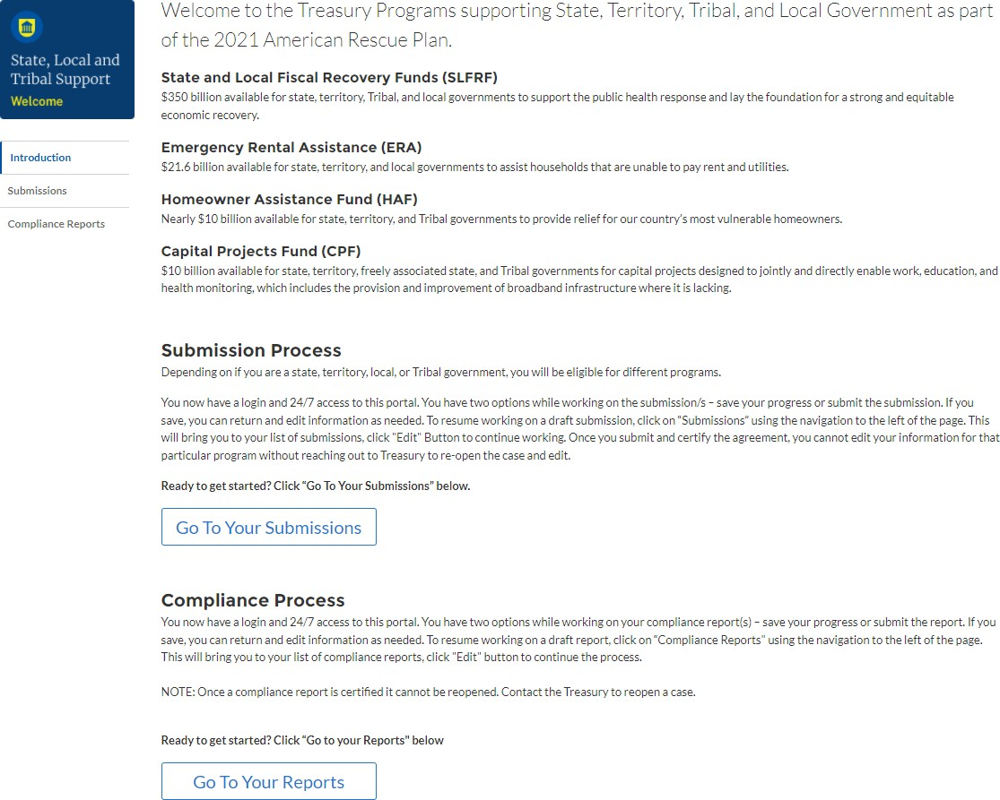 State, Local and
Tribal Support
Welcome
Introduction
Submissions
Compliance Reports
Welcome to the Treasury Programs supporting State, Territory, Tribal, and Local Government as part
of the 2021 American Rescue Plan.
State and Local Fiscal Recovery Funds (SLFRF)
$350 billion available for state, territory, Tribal, and local governments to support the public health response and lay the foundation for a strong and equitable
economic recovery.
Emergency Rental Assistance (ERA)
$21.6 billion available for state, territory, and local governments to assist households that are unable to pay rent and utilities.
Homeowner Assistance Fund (HAF)
Nearly $10 billion available for state, territory, and Tribal governments to provide relief for our country’s most vulnerable homeowners.
Capital Projects Fund (CPF)
$10 billion available for state, territory, freely associated state, and Tribal governments for capital projects designed to jointly and directly enable work, education, and
health monitoring, which includes the provision and improvement of broadband infrastructure where it is lacking.
Submission Process
Depending on if you are a state, territory, local, or Tribal government, you will be eligible for different programs.
You now have a login and 24/7 access to this portal. You have two options while working on the submission/s – save your progress or submit the submission. If you
save, you can return and edit information as needed. To resume working on a draft submission, click on “Submissions” using the navigation to the left of the page. This
will bring you to your list of submissions, click "Edit" Button to continue working. Once you submit and certify the agreement, you cannot edit your information for that
particular program without reaching out to Treasury to re-open the case and edit.
Ready to get started? Click “Go To Your Submissions” below.
Go To Your Submissions
Compliance Process
You now have a login and 24/7 access to this portal. You have two options while working on your compliance report(s) – save your progress or submit the report. If you
save, you can return and edit information as needed. To resume working on a draft report, click on “Compliance Reports” using the navigation to the left of the page.
This will bring you to your list of compliance reports, click "Edit" button to continue the process.
NOTE: Once a compliance report is certified it cannot be reopened. Contact the Treasury to reopen a case.
Ready to get started? Click “Go to your Reports" below
Go To Your Reports